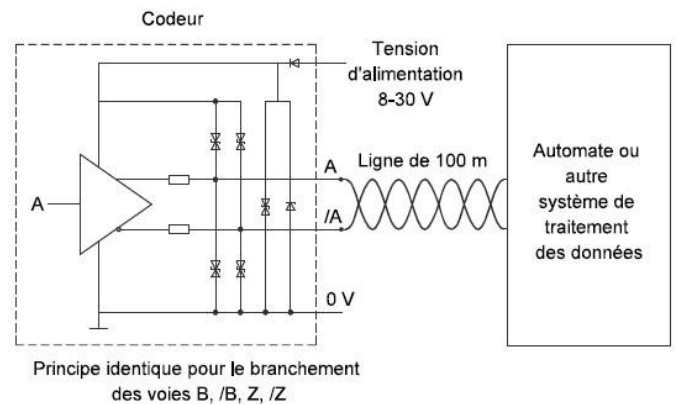 Codeur
Tension
d'alimentation
8-30 V
A
A
/A
Ligne de 100 m
0 V
Automate ou
autre
système de
traitement
des données
Principe identique pour le branchement
des voies B, /B, Z, /Z